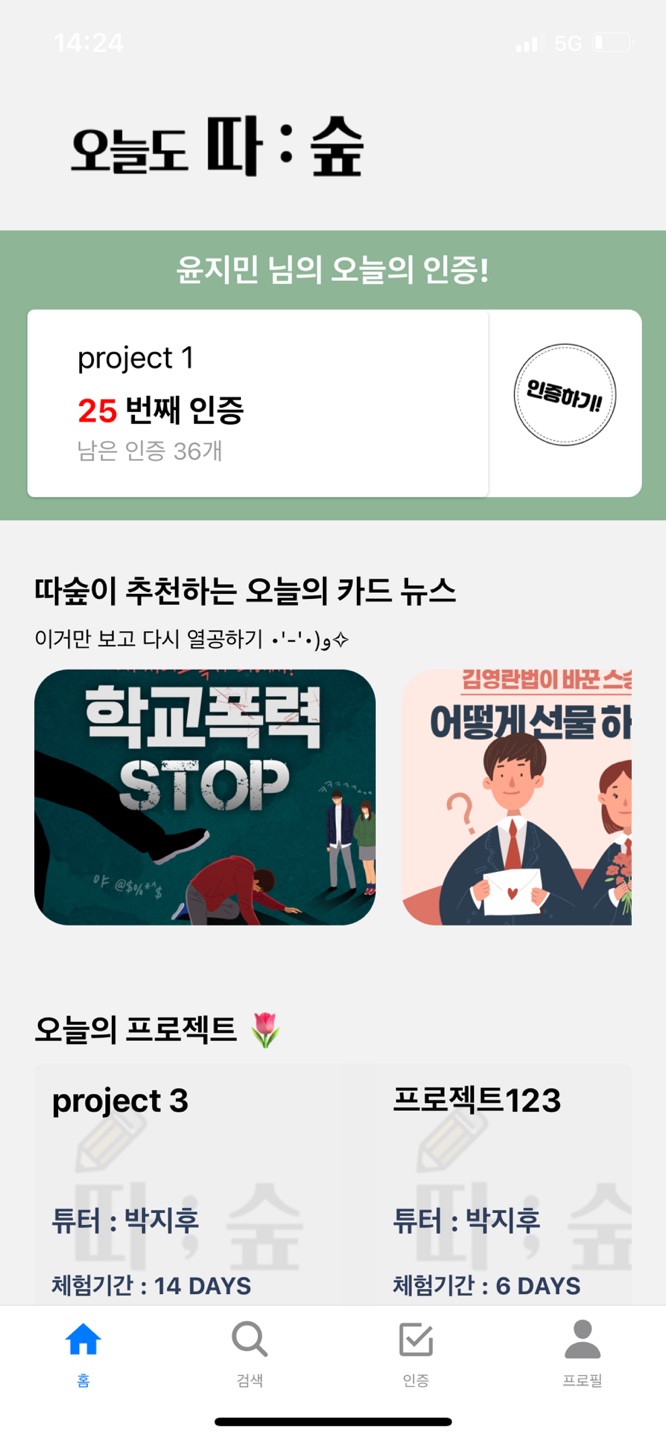 14:24
5G
오늘도 따 : 숲
윤지민 님의 오늘의 인증!
project 1
25 번째 인증
남은 인증 36개
인증하기!
따숲이 추천하는 오늘의 카드 뉴스
이거만 보고 다시 열공하기 •'-'•)و✧
학교폭력
STOP
ㅋㅋㅋㅋㅋ
야 @$%^^$
김영란법이 바꾼 스승
어떻게 선물 하
?
오늘의 프로젝트 🌷
project 3
따 ; 숲
튜터 : 박지후
체험기간 : 14 DAYS
프로젝트123
따 ; 숲
튜터 : 박지후
체험기간 : 6 DAYS
홈
검색
인증
프로필